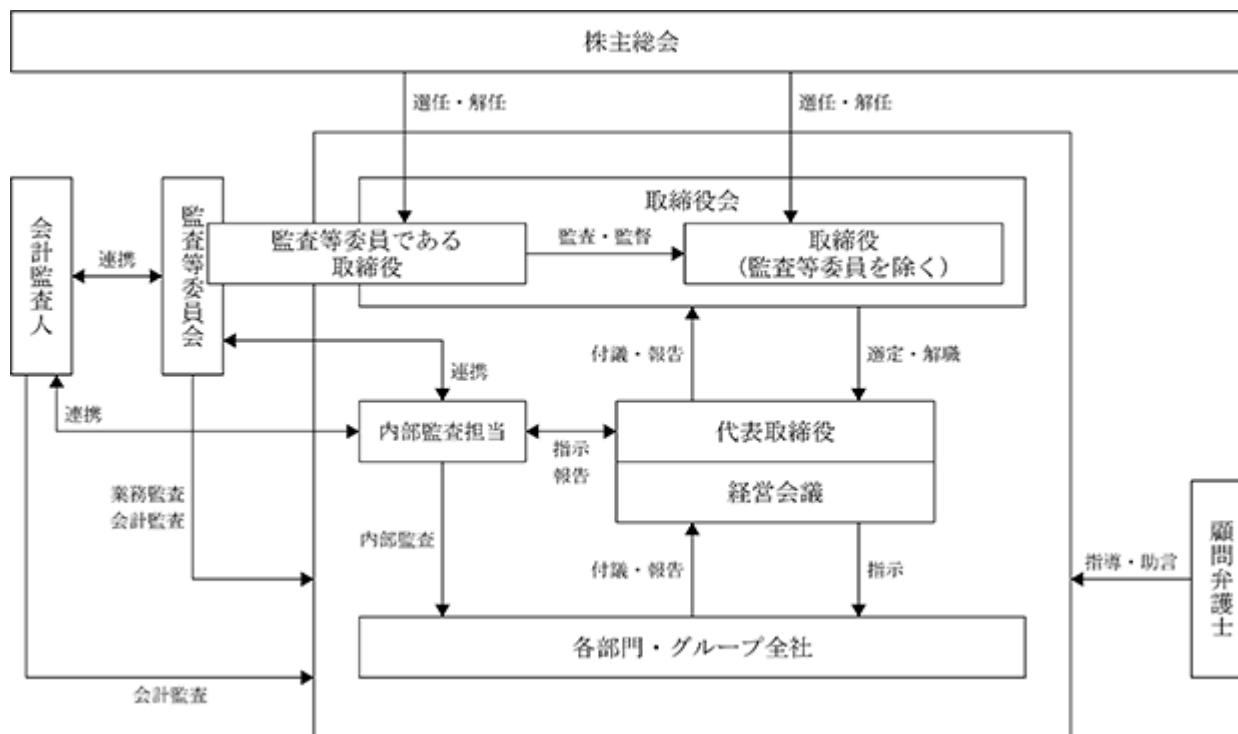 株主総会
選任・解任
選任・解任
取締役会
会計監査人
連携
監査等委員会
監査等委員である
取締役
監査・監督
取締役
（監査等委員を除く）
付議・報告
選定・解職
連携
連携
内部監査担当
指示
報告
代表取締役
経営会議
業務監査
会計監査
内部監査
付議・報告
指示
指導・助言
顧問弁護士
各部門・グループ全社
会計監査